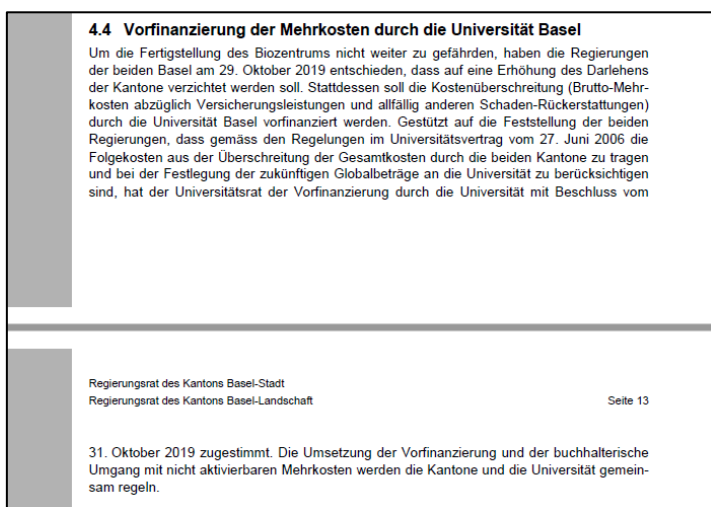 4.4 Vorfinanzierung der Mehrkosten durch die Universität Basel
Um die Fertigstellung des Biozentrums nicht weiter zu gefährden, haben die Regierungen
der beiden Basel am 29. Oktober 2019 entschieden, dass auf eine Erhöhung des Darlehens
der Kantone verzichtet werden soll. Stattdessen soll die Kostenüberschreitung (Brutto-Mehr-
kosten abzüglich Versicherungsleistungen und allfällig anderen Schaden-Rückerstattungen)
durch die Universität Basel vorfinanziert werden. Gestützt auf die Feststellung der beiden
Regierungen, dass gemäss den Regelungen im Universitätsvertrag vom 27. Juni 2006 die
Folgekosten aus der Überschreitung der Gesamtkosten durch die beiden Kantone zu tragen
und bei der Festlegung der zukünftigen Globalbeträge an die Universität zu berücksichtigen
sind, hat der Universitätsrat der Vorfinanzierung durch die Universität mit Beschluss vom
Regierungsrat des Kantons Basel-Stadt
Regierungsrat des Kantons Basel-Landschaft Seite 13
31. Oktober 2019 zugestimmt. Die Umsetzung der Vorfinanzierung und der buchhalterische
Umgang mit nicht aktivierbaren Mehrkosten werden die Kantone und die Universität gemein-
sam regeln.